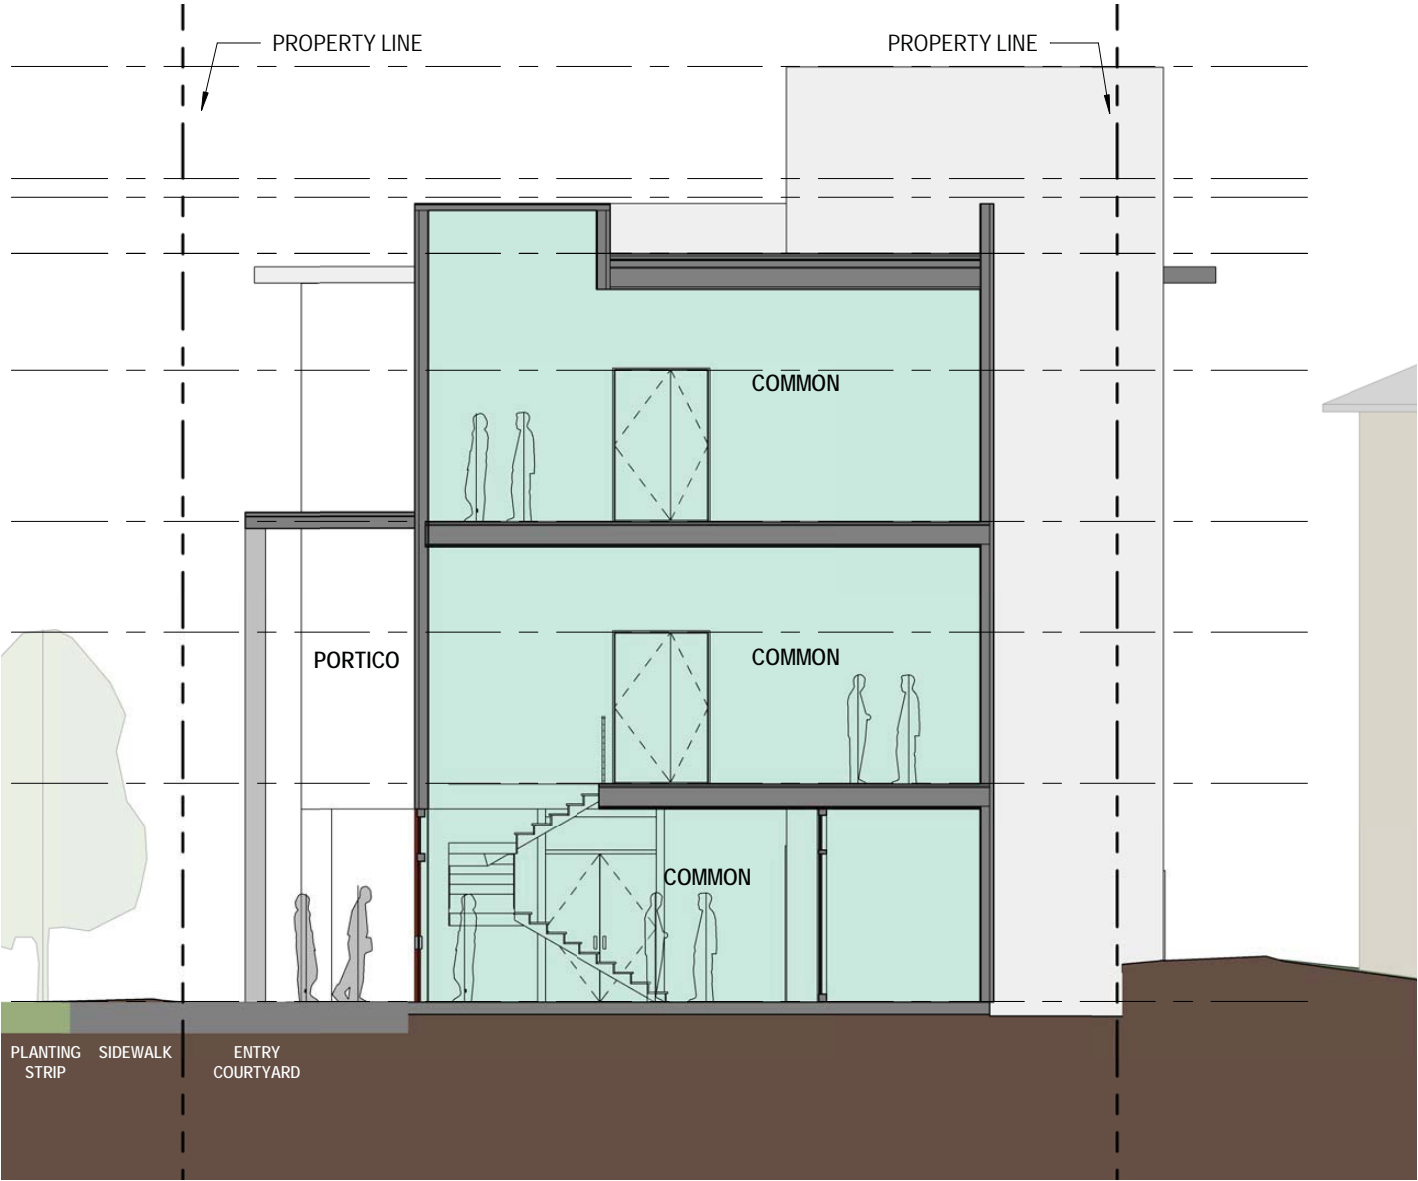 PROPERTY LINE
PROPERTY LINE
COMMON
PORTICO
COMMON
COMMON
PLANTING
STRIP
SIDEWALK
ENTRY
COURTYARD